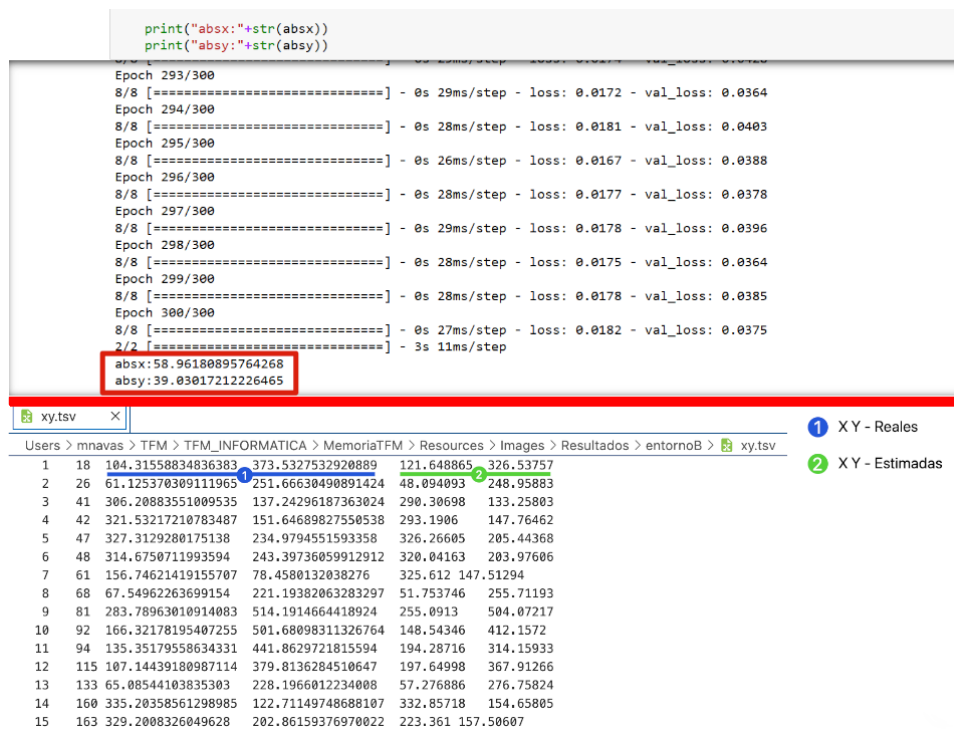 print("absx:"+str(absx))
print("absy:"+str(absy))
8/8 [==============================] - 0s 29ms/step - loss: 0.0174 - val_loss: 0.0420
Epoch 293/300
8/8 [==============================] - 0s 29ms/step - loss: 0.0172 - val_loss: 0.0364
Epoch 294/300
8/8 [==============================] - 0s 28ms/step - loss: 0.0181 - val_loss: 0.0403
Epoch 295/300
8/8 [==============================] - 0s 26ms/step - loss: 0.0167 - val_loss: 0.0388
Epoch 296/300
8/8 [==============================] - 0s 28ms/step - loss: 0.0177 - val_loss: 0.0378
Epoch 297/300
8/8 [==============================] - 0s 29ms/step - loss: 0.0178 - val_loss: 0.0396
Epoch 298/300
8/8 [==============================] - 0s 28ms/step - loss: 0.0175 - val_loss: 0.0364
Epoch 299/300
8/8 [==============================] - 0s 28ms/step - loss: 0.0178 - val_loss: 0.0385
Epoch 300/300
8/8 [==============================] - 0s 27ms/step - loss: 0.0182 - val_loss: 0.0375
2/2 [==============================] - 3s 11ms/step
absx:58.96180895764268
absy:39.03017212226465
xy.tsv ×
Users > mnavas > TFM > TFM_INFORMATICA > MemoriaTFM > Resources > Images > Resultados > entornoB > xy.tsv
1 18 104.31558834836383 373.5327532920889 121.648865 326.53757
1 2
2 26 61.125370309111965 251.66630490891424 48.094093 248.95883
3 41 306.20883551009535 137.24296187363024 290.30698 133.25803
4 42 321.53217210783487 151.64689827550538 293.1906 147.76462
5 47 327.3129280175138 234.9794551593358 326.26605 205.44368
6 48 314.6750711993594 243.39736059912912 320.04163 203.97606
7 61 156.74621419155707 78.4580132038276 325.612 147.51294
8 68 67.54962263699154 221.19382063283297 51.753746 255.71193
9 81 283.78963010914083 514.1914664418924 255.0913 504.07217
10 92 166.32178195407255 501.68098311326764 148.54346 412.1572
11 94 135.35179558634331 441.8629721815594 194.28716 314.15933
12 115 107.14439180987114 379.8136284510647 197.64998 367.91266
13 133 65.08544103835303 228.1966012234008 57.276886 276.75824
14 160 335.20358561298985 122.71149748688107 332.85718 154.65805
15 163 329.2008326049628 202.86159376970022 223.361 157.50607
1 X Y - Reales
2 X Y - Estimadas